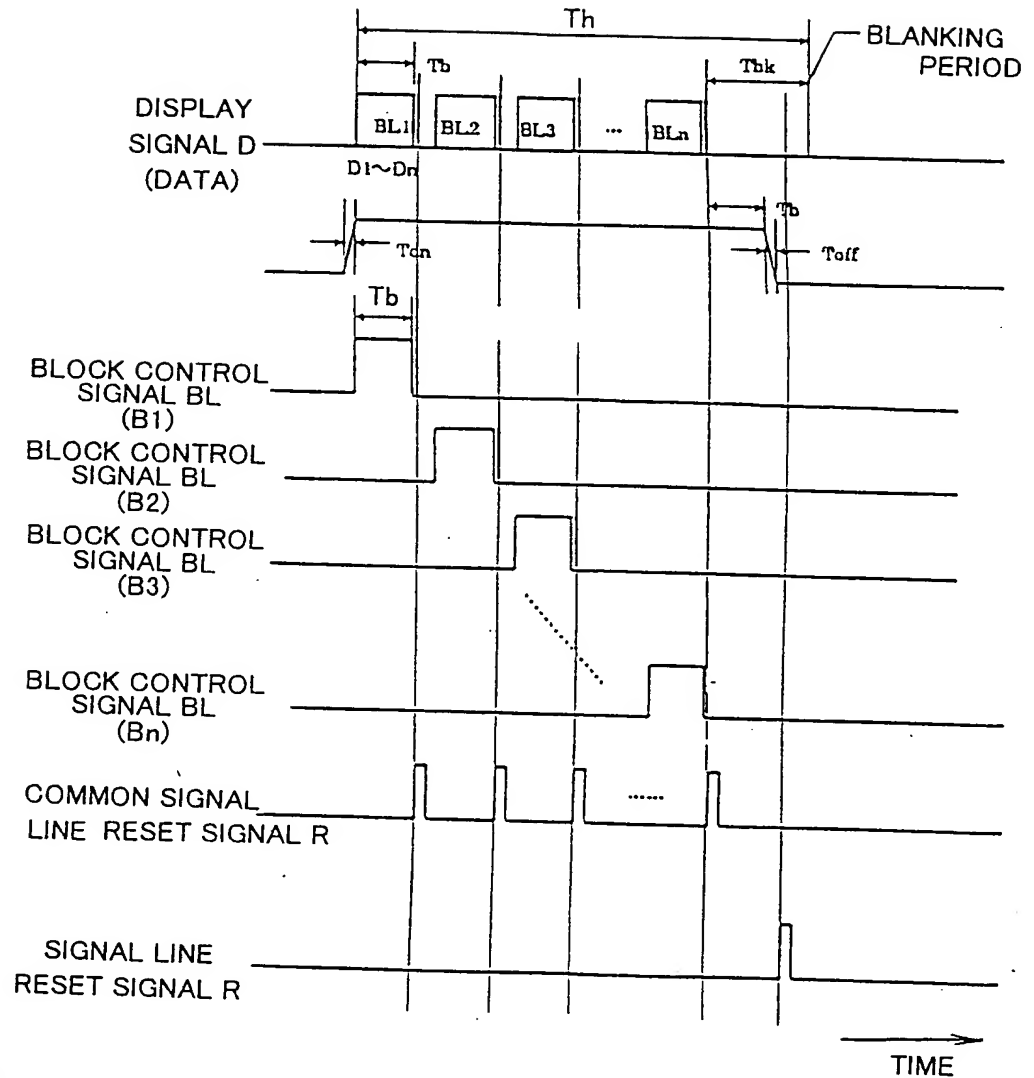 Th
BLANKING
PERIOD
Tb
Tbk
DISPLAY
SIGNAL D
(DATA)
BL1
BL2
BL3
...
BLn
D1~Dn
Tb
Ton
Toff
Tb
BLOCK CONTROL
SIGNAL BL
(B1)
BLOCK CONTROL
SIGNAL BL
(B2)
BLOCK CONTROL
SIGNAL BL
(B3)
BLOCK CONTROL
SIGNAL BL
(Bn)
COMMON SIGNAL
LINE RESET SIGNAL R
......
SIGNAL LINE
RESET SIGNAL R
TIME